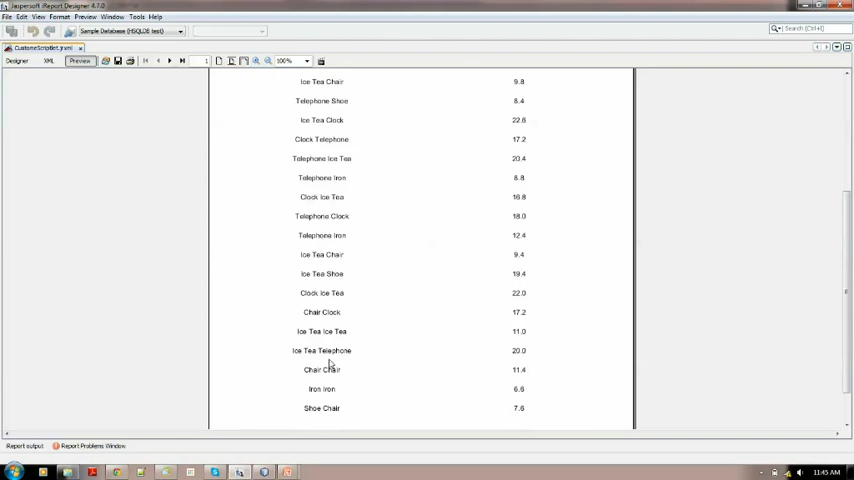 Jaspersoft iReport Designer 4.7.0
File Edit View Format Preview Window Tools Help
Sample Database (HSQLDB test)
Search (Ctrl+I)
CustomeScriptlet.jrxml
Designer XML Preview 1 100%
Ice Tea Chair 9.8
Telephone Shoe 8.4
Ice Tea Clock 22.6
Clock Telephone 17.2
Telephone Ice Tea 20.4
Telephone Iron 8.8
Clock Ice Tea 16.8
Telephone Clock 18.0
Telephone Iron 12.4
Ice Tea Chair 9.4
Ice Tea Shoe 19.4
Clock Ice Tea 22.0
Chair Clock 17.2
Ice Tea Ice Tea 11.0
Ice Tea Telephone 20.0
Chair Chair 11.4
Iron Iron 6.6
Shoe Chair 7.6
Report output Report Problems Window
11:45 AM